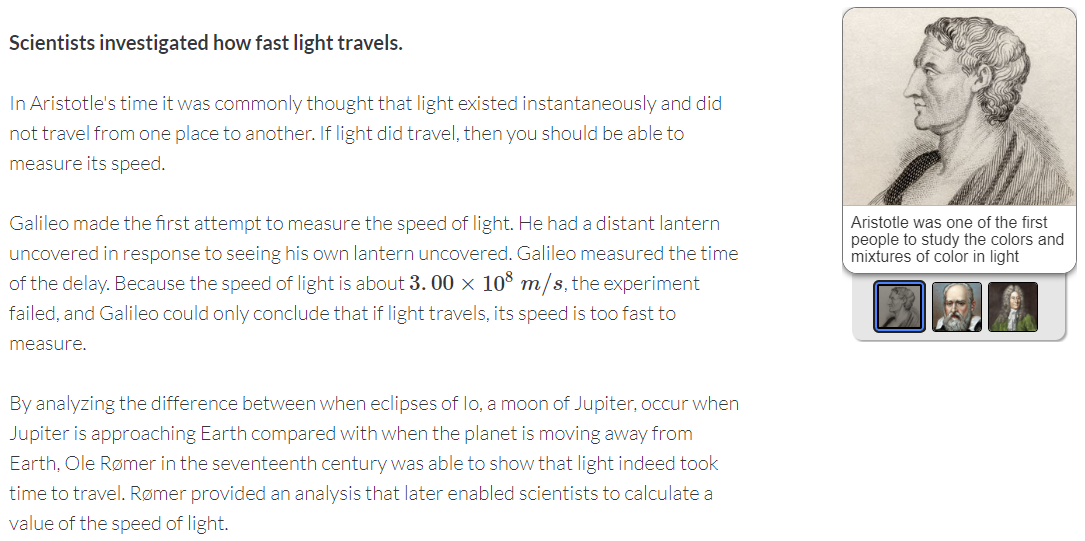 Scientists investigated how fast light travels.
In Aristotle's time it was commonly thought that light existed instantaneously and did
not travel from one place to another. If light did travel, then you should be able to
measure its speed.
Galileo made the first attempt to measure the speed of light. He had a distant lantern
uncovered in response to seeing his own lantern uncovered. Galileo measured the time
of the delay. Because the speed of light is about 3.00 × 10⁸ m/s, the experiment
failed, and Galileo could only conclude that if light travels, its speed is too fast to
measure.
By analyzing the difference between when eclipses of Io, a moon of Jupiter, occur when
Jupiter is approaching Earth compared with when the planet is moving away from
Earth, Ole Rømer in the seventeenth century was able to show that light indeed took
time to travel. Rømer provided an analysis that later enabled scientists to calculate a
value of the speed of light.
Aristotle was one of the first
people to study the colors and
mixtures of color in light